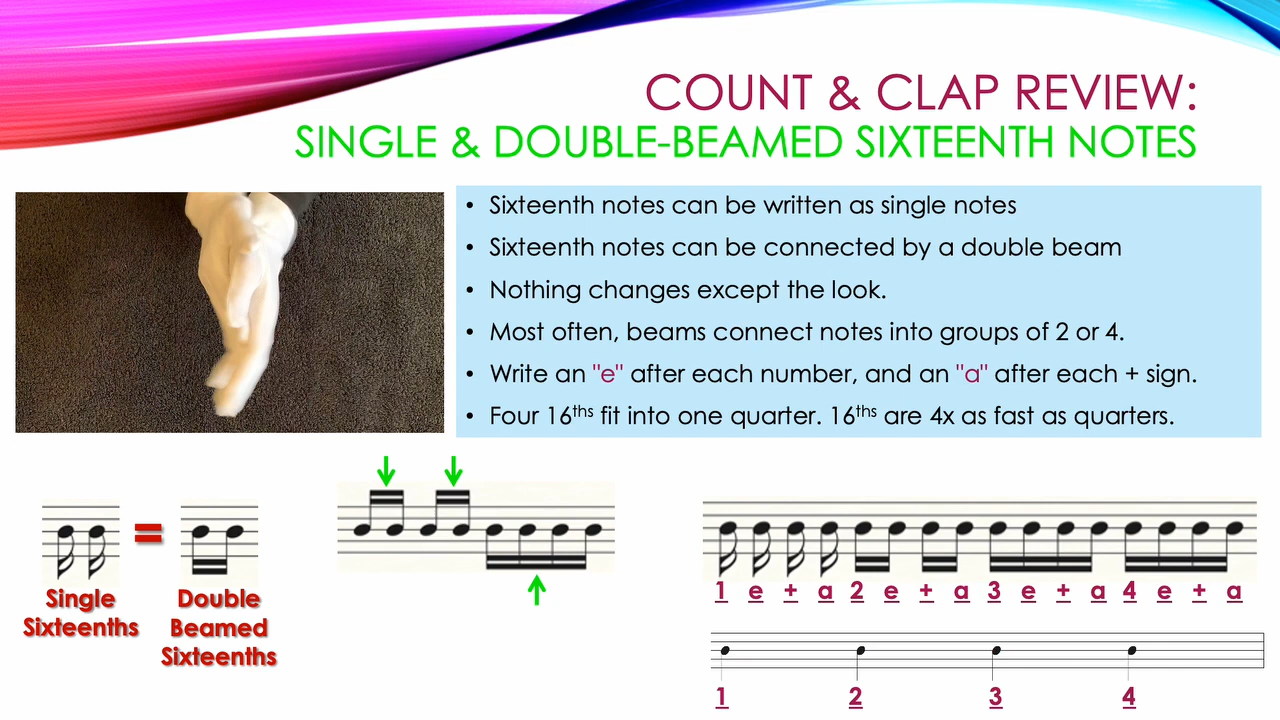 COUNT & CLAP REVIEW:
SINGLE & DOUBLE-BEAMED SIXTEENTH NOTES
• Sixteenth notes can be written as single notes
• Sixteenth notes can be connected by a double beam
• Nothing changes except the look.
• Most often, beams connect notes into groups of 2 or 4.
• Write an "e" after each number, and an "a" after each + sign.
• Four 16ths fit into one quarter. 16ths are 4x as fast as quarters.
=
Single
Sixteenths
Double
Beamed
Sixteenths
1 e + a 2 e + a 3 e + a 4 e + a
1 2 3 4